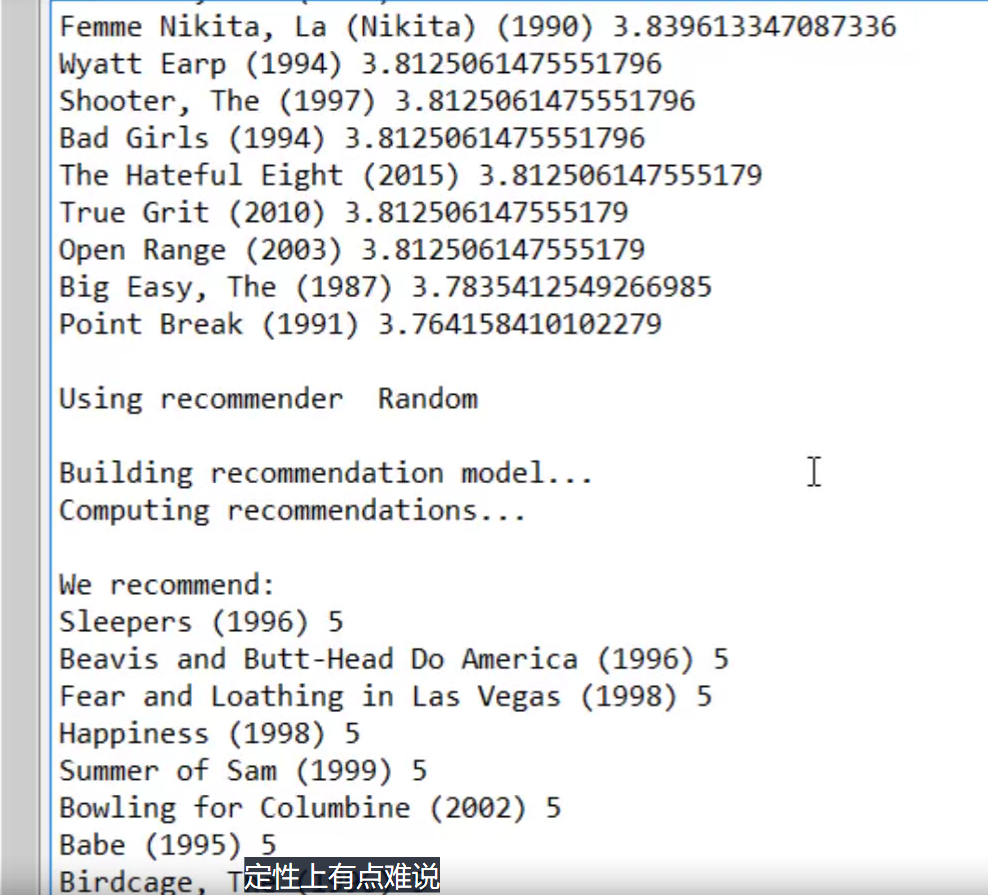 Femme Nikita, La (Nikita) (1990) 3.839613347087336
Wyatt Earp (1994) 3.8125061475551796
Shooter, The (1997) 3.8125061475551796
Bad Girls (1994) 3.8125061475551796
The Hateful Eight (2015) 3.812506147555179
True Grit (2010) 3.812506147555179
Open Range (2003) 3.812506147555179
Big Easy, The (1987) 3.7835412549266985
Point Break (1991) 3.764158410102279
Using recommender  Random
Building recommendation model...
Computing recommendations...
We recommend:
Sleepers (1996) 5
Beavis and Butt-Head Do America (1996) 5
Fear and Loathing in Las Vegas (1998) 5
Happiness (1998) 5
Summer of Sam (1999) 5
Bowling for Columbine (2002) 5
Babe (1995) 5
Birdcage,
定性上有点难说